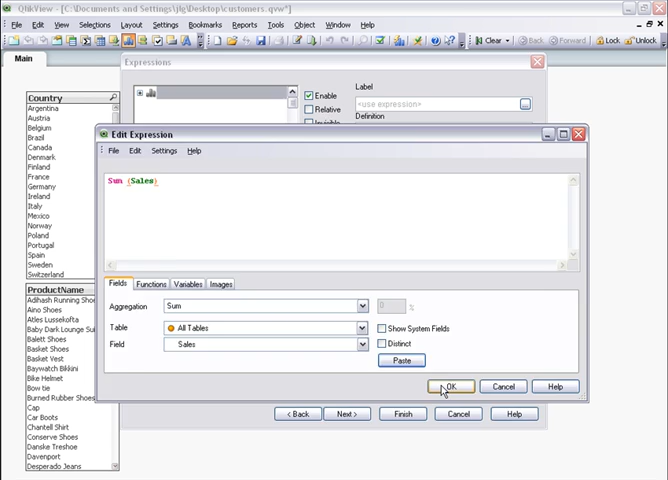 QlikView - [C:\Documents and Settings\jlg\Desktop\customers.qvw*]
File Edit View Selections Layout Settings Bookmarks Reports Tools Object Window Help
Clear Back Forward Lock Unlock
Main
Expressions
Country
Argentina
Austria
Belgium
Brazil
Canada
Denmark
Finland
France
Germany
Ireland
Italy
Mexico
Norway
Poland
Portugal
Spain
Sweden
Switzerland
ProductName
Adihash Running Shoe
Aino Shoes
Atles Lussekofta
Baby Dark Lounge Sui
Balett Shoes
Basket Shoes
Basket Vest
Baywatch Bikkini
Bike Helmet
Bow tie
Burned Rubber Shoes
Cap
Car Boots
Chantell Shirt
Conserve Shoes
Danske Treshoe
Davenport
Desperado Jeans
Enable
Relative
Invisible
Label
<use expression>
...
Definition
Edit Expression
File Edit Settings Help
Sum (Sales)
Fields Functions Variables Images
Aggregation Sum 0 %
Table All Tables Show System Fields
Field Sales Distinct
Paste
OK Cancel Help
< Back Next > Finish Cancel Help